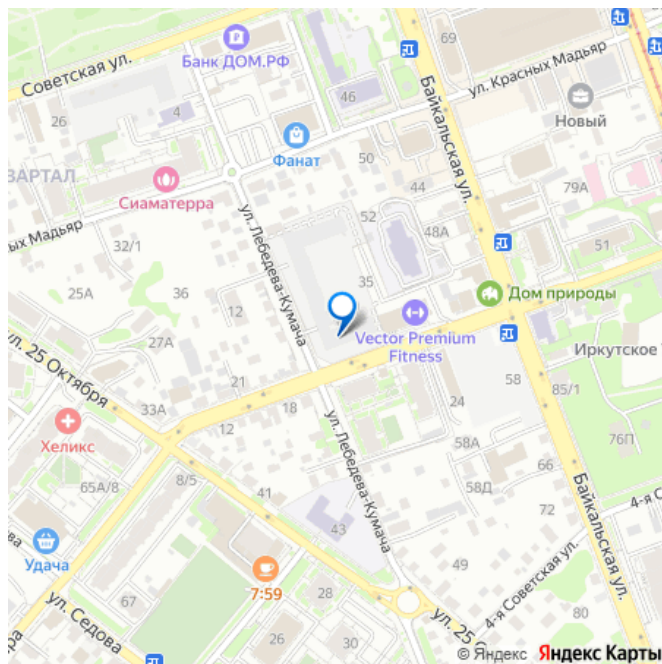 Советская ул.
Банк ДОМ.РФ
69
ул. Красных Мадьяр
26
4
46
Новый
Фанат
50
ВАРТАЛ
Сиаматерра
44
79А
Байкальская ул.
52
48А
51
ых Мадьяр
32/1
ул. Лебедева-Кумача
25А
36
12
35
Дом природы
Vector Premium
Fitness
Иркутское
27А
ул. 25 Октября
21
58
85/1
33А
18
12
24
Хеликс
ул. Лебедева-Кумача
58А
76П
65А/8
8/5
41
58Д
66
72
Байкальская ул.
4-я Со
43
Удача
7:59
49
4-я Советская ул.
67
28
ул. Седова
26
30
ул. 25 О
© Яндекс Яндекс Карты